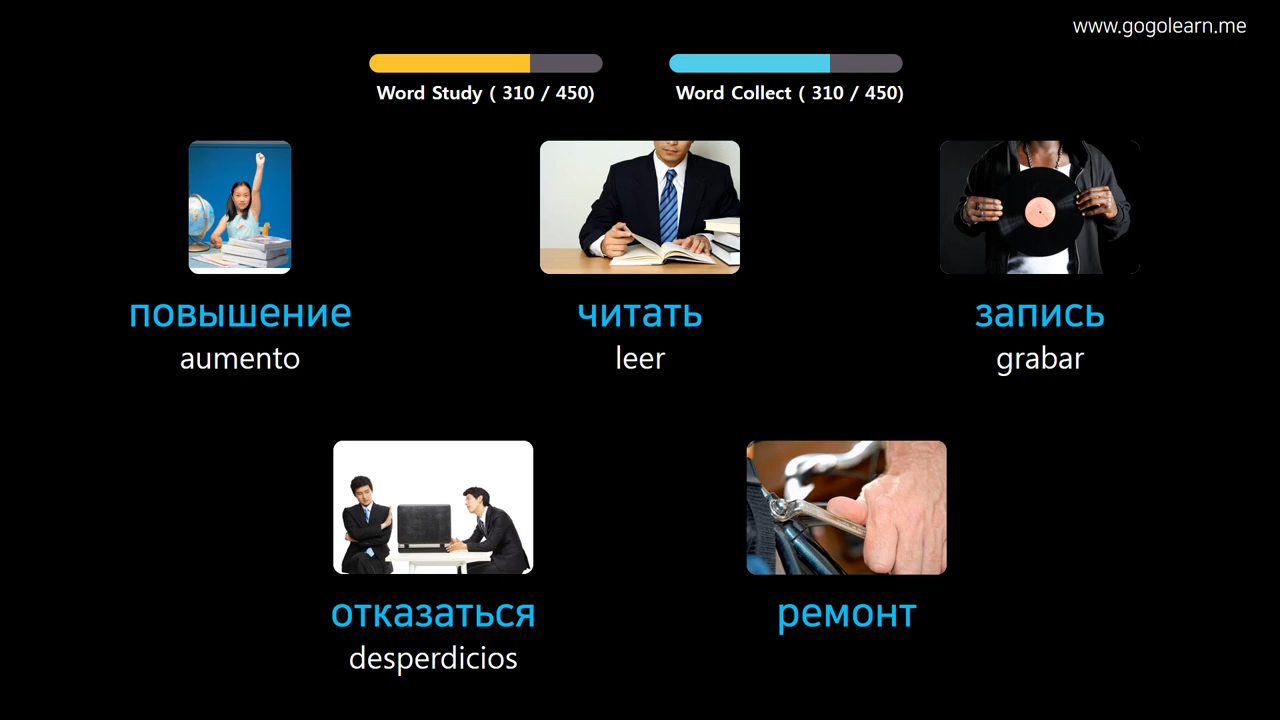 www.gogolearn.me
Word Study ( 310 / 450)
Word Collect ( 310 / 450)
повышение
aumento
читать
leer
запись
grabar
отказаться
desperdicios
ремонт